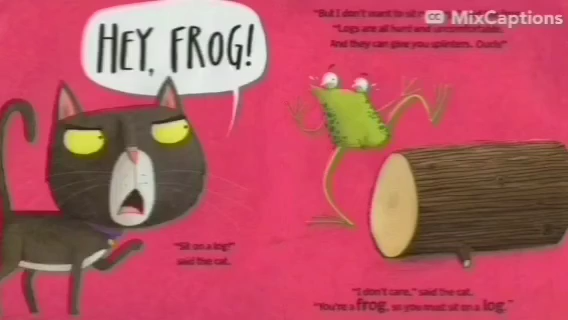 HEY, FROG!
"Sit on a log!"
said the cat.
"But I don't want to sit
"Logs are all hard and uncomfortable.
And they can give you splinters. Ouch!"
"I don't care," said the cat.
"You're a frog, so you must sit on a log."
CC MixCaptions